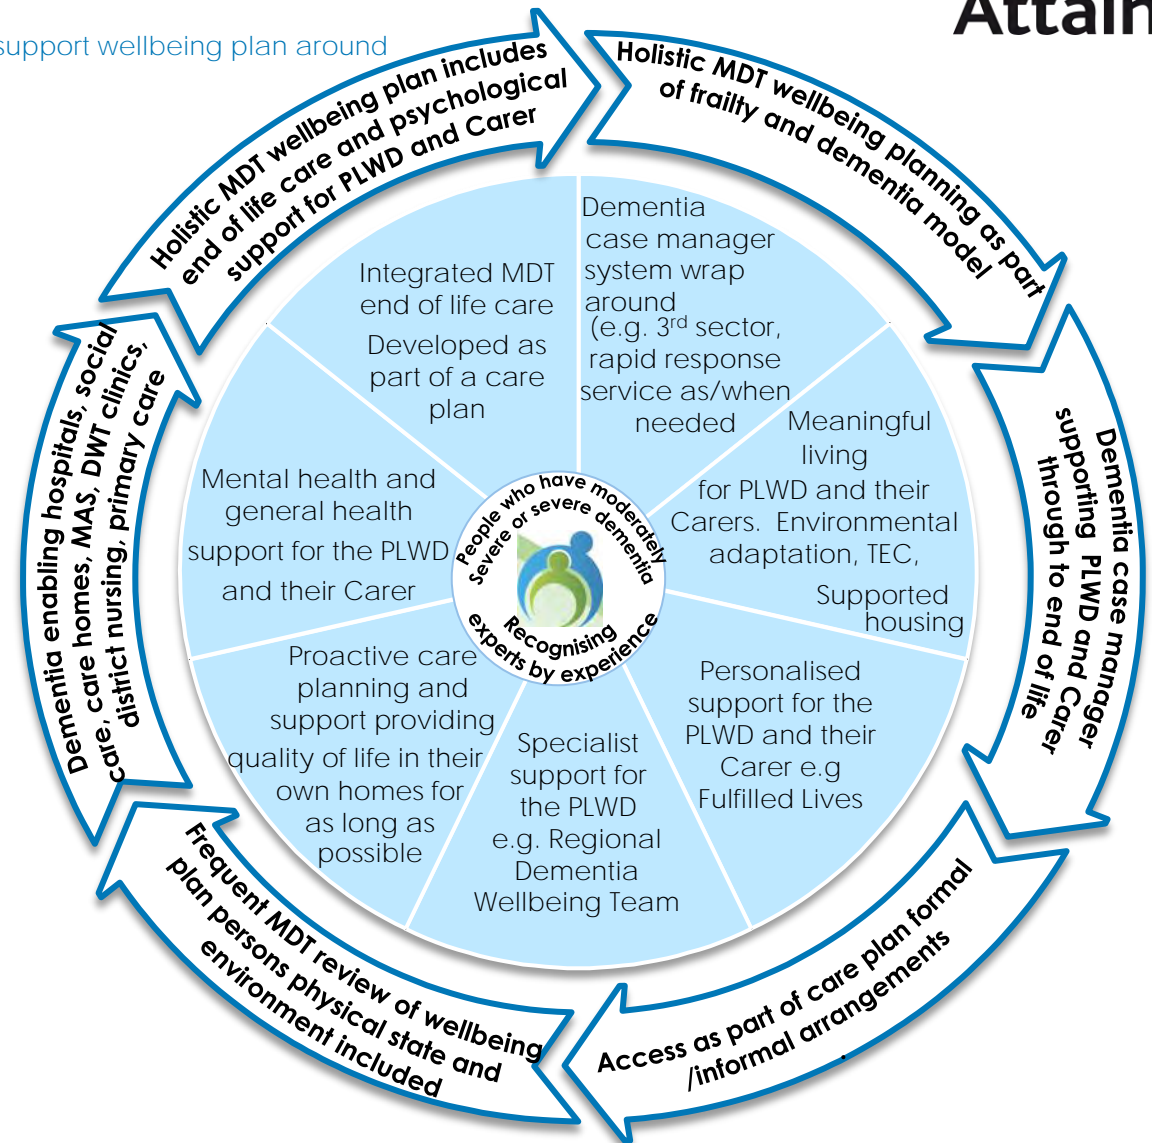 Attain
support wellbeing plan around
Holistic MDT wellbeing plan includes
end of life care and psychological
support for PLWD and Carer
Holistic MDT wellbeing planning as part
of frailty and dementia model
Dementia case manager
supporting PLWD and Carer
through to end of life
Access as part of care plan formal
/informal arrangements
.
Frequent MDT review of wellbeing
plan persons physical state and
environment included
Dementia enabling hospitals, social
care, care homes, MAS, DWT clinics,
district nursing, primary care
Dementia
case manager
system wrap
around
(e.g. 3rd sector,
rapid response
service as/when
needed
Meaningful
living
for PLWD and their
Carers. Environmental
adaptation, TEC,
Supported
housing
Personalised
support for the
PLWD and their
Carer e.g
Fulfilled Lives
Specialist
support for
the PLWD
e.g. Regional
Dementia
Wellbeing Team
Proactive care
planning and
support providing
quality of life in their
own homes for
as long as
possible
Mental health and
general health
support for the PLWD
and their Carer
Integrated MDT
end of life care
Developed as
part of a care
plan
People who have moderately
Severe or severe dementia
Recognising
experts by experience